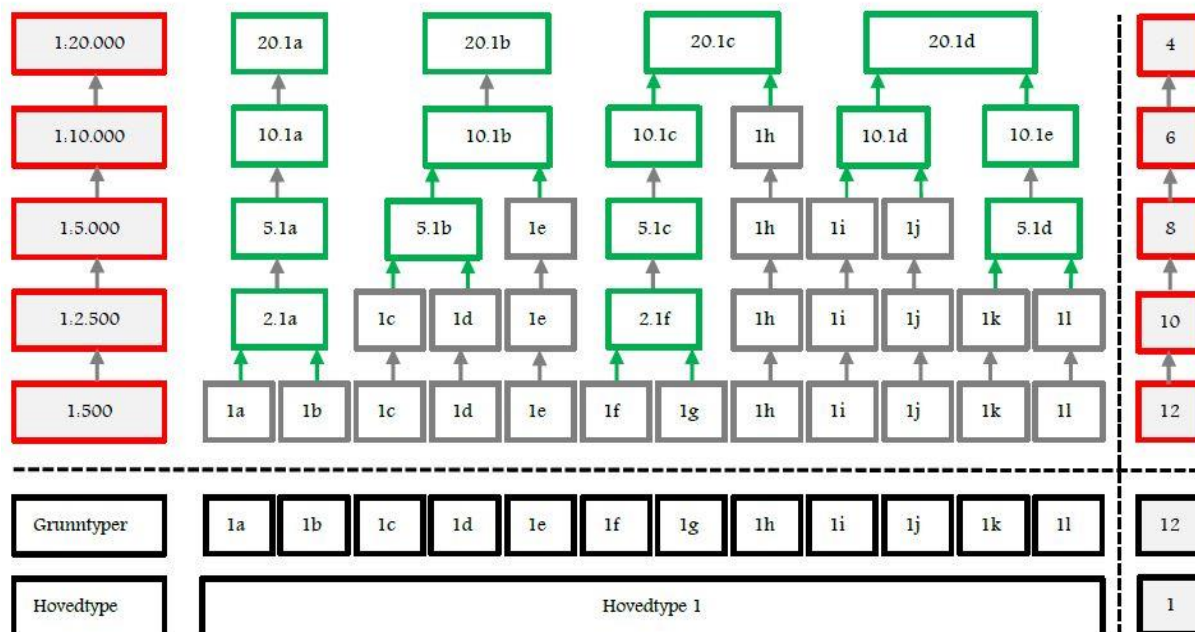 1:20.000 20.1a 20.1b 20.1c 20.1d 4
1:10.000 10.1a 10.1b 10.1c 1h 10.1d 10.1e 6
1:5.000 5.1a 5.1b 1e 5.1c 1h 1i 1j 5.1d 8
1:2.500 2.1a 1c 1d 1e 2.1f 1h 1i 1j 1k 1l 10
1:500 1a 1b 1c 1d 1e 1f 1g 1h 1i 1j 1k 1l 12
Grunntyper 1a 1b 1c 1d 1e 1f 1g 1h 1i 1j 1k 1l 12
Hovedtype Hovedtype 1 1